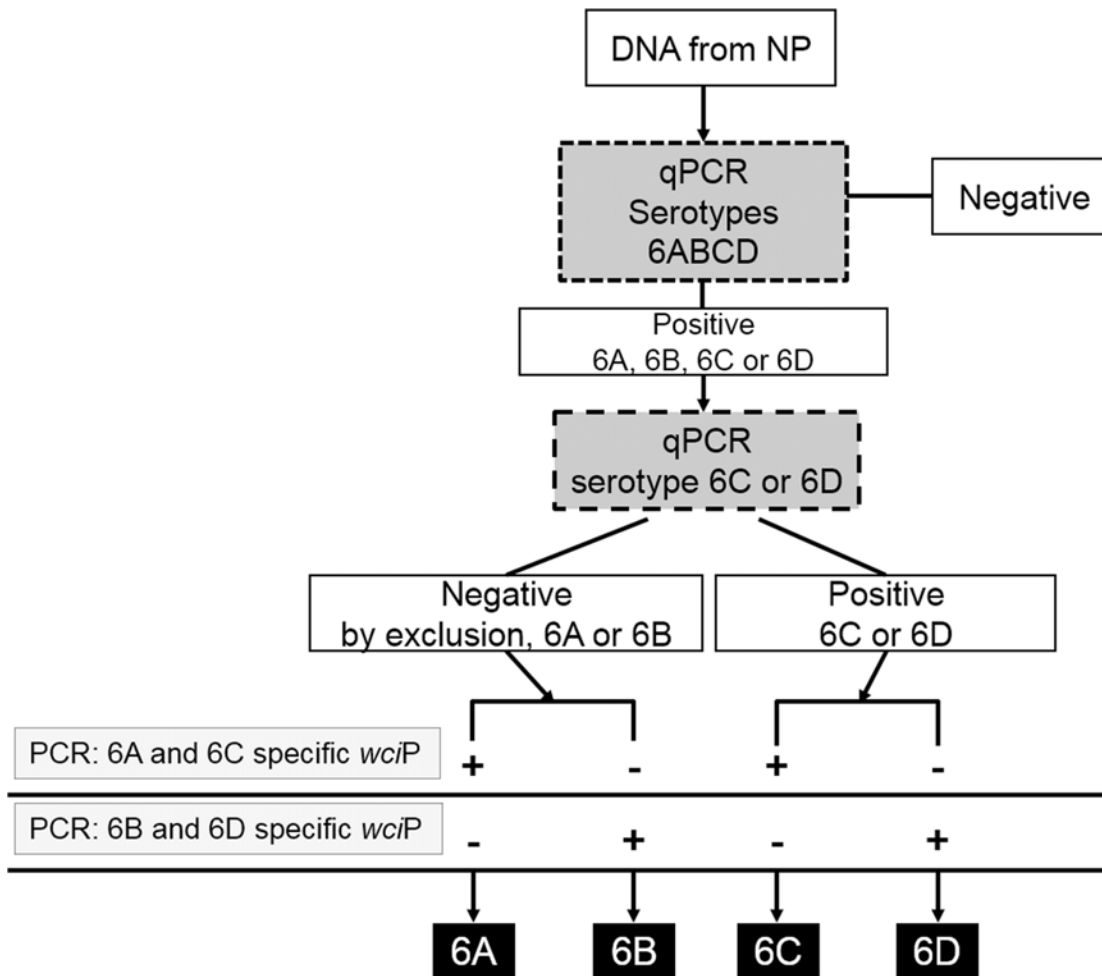 DNA from NP
qPCR
Serotypes
6ABCD
Negative
Positive
6A, 6B, 6C or 6D
qPCR
serotype 6C or 6D
Negative
by exclusion, 6A or 6B
Positive
6C or 6D
PCR: 6A and 6C specific wciP
+ - + -
PCR: 6B and 6D specific wciP
- + - +
6A 6B 6C 6D